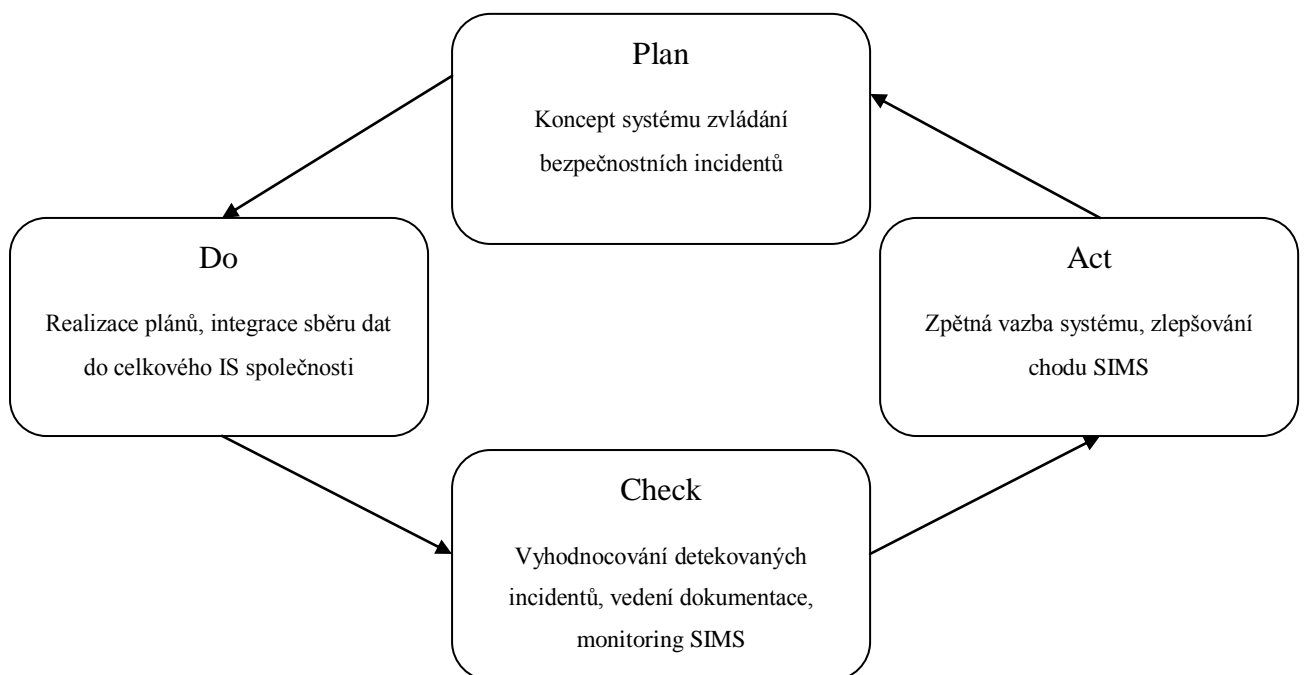 Plan
Koncept systému zvládání
bezpečnostních incidentů
Do
Realizace plánů, integrace sběru dat
do celkového IS společnosti
Act
Zpětná vazba systému, zlepšování
chodu SIMS
Check
Vyhodnocování detekovaných
incidentů, vedení dokumentace,
monitoring SIMS